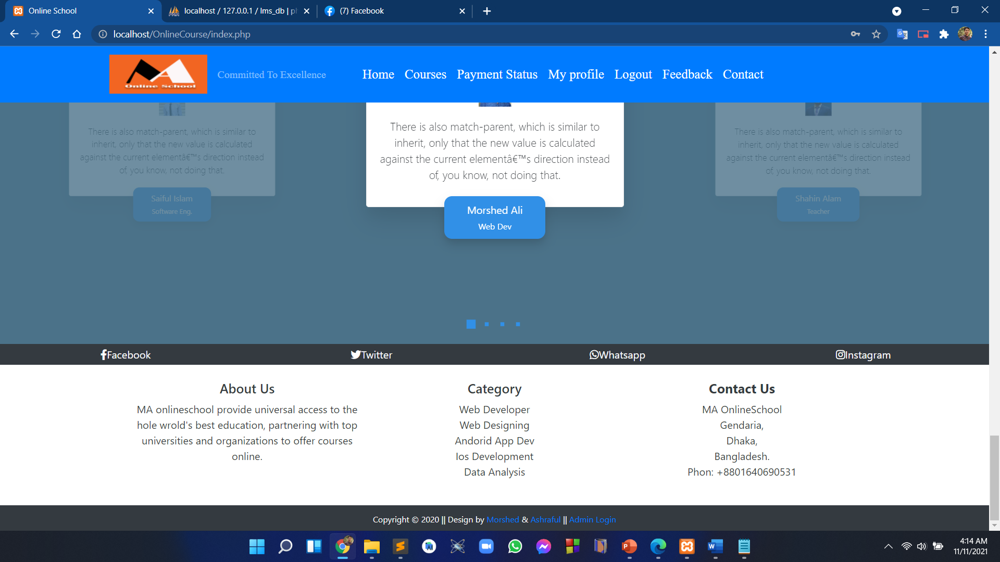 Online School
localhost / 127.0.0.1 / lms_db | ph
(7) Facebook
localhost/OnlineCourse/index.php
Online School
Committed To Excellence
Home Courses Payment Status My profile Logout Feedback Contact
There is also match-parent, which is similar to
inherit, only that the new value is calculated
against the current elementâ€™s direction instead
of, you know, not doing that.
Saiful Islam
Software Eng.
There is also match-parent, which is similar to
inherit, only that the new value is calculated
against the current elementâ€™s direction instead
of, you know, not doing that.
Morshed Ali
Web Dev
There is also match-parent, which is similar to
inherit, only that the new value is calculated
against the current elementâ€™s direction instead
of, you know, not doing that.
Shahin Alam
Teacher
Facebook
Twitter
Whatsapp
Instagram
About Us
MA onlineschool provide universal access to the
hole wrold's best education, partnering with top
universities and organizations to offer courses
online.
Category
Web Developer
Web Designing
Andorid App Dev
Ios Development
Data Analysis
Contact Us
MA OnlineSchool
Gendaria,
Dhaka,
Bangladesh.
Phon: +8801640690531
Copyright © 2020 || Design by Morshed & Ashraful || Admin Login
4:14 AM
11/11/2021